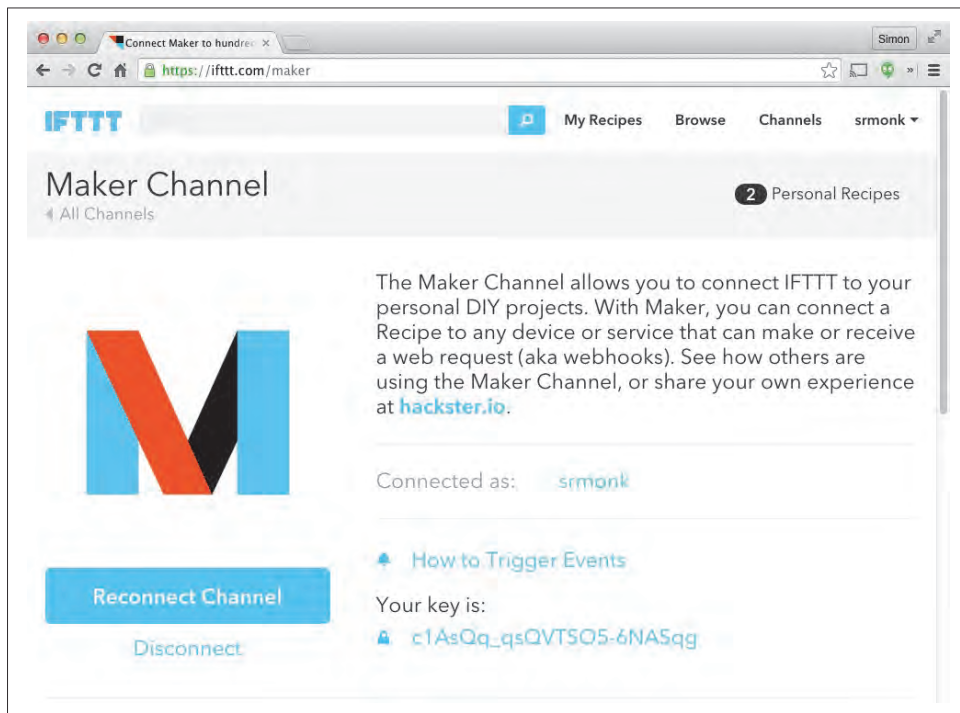 Connect Maker to hundre
Simon
https://ifttt.com/maker
IFTTT
My Recipes Browse Channels srmonk
Maker Channel
2 Personal Recipes
All Channels
The Maker Channel allows you to connect IFTTT to your
personal DIY projects. With Maker, you can connect a
Recipe to any device or service that can make or receive
a web request (aka webhooks). See how others are
using the Maker Channel, or share your own experience
at hackster.io.
Connected as: srmonk
How to Trigger Events
Reconnect Channel
Your key is:
c1AsQq_qsQVTSO5-6NASqg
Disconnect